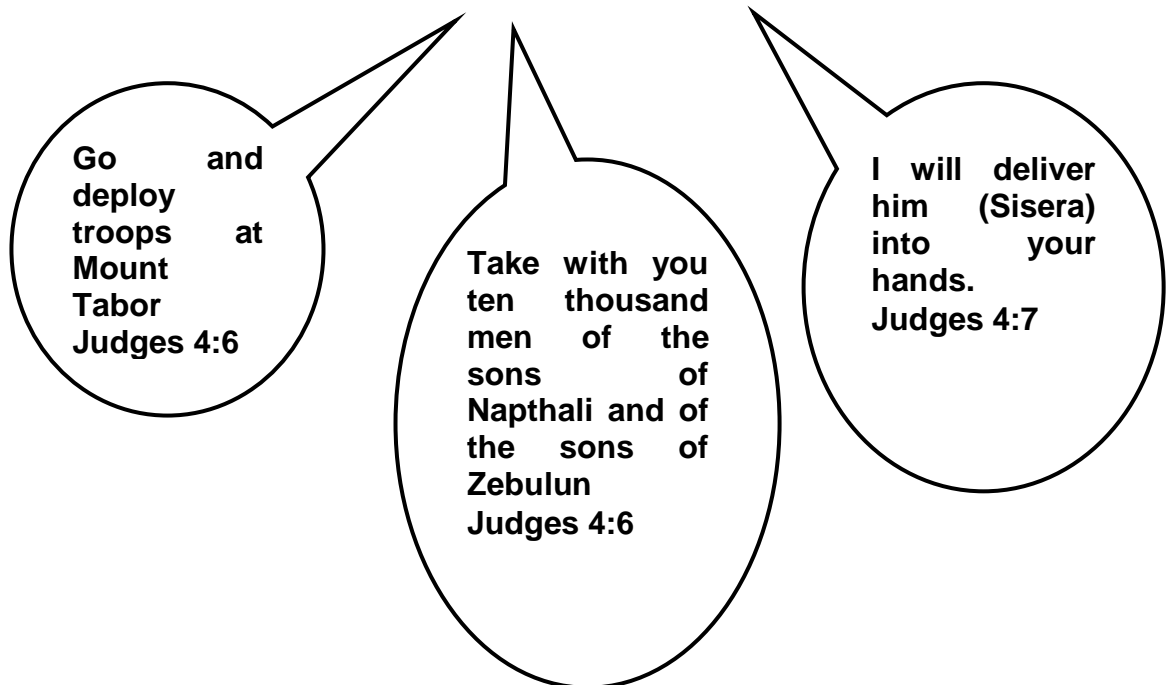 Go and
deploy
troops at
Mount
Tabor
Judges 4:6
Take with you
ten thousand
men of the
sons of
Napthali and of
the sons of
Zebulun
Judges 4:6
I will deliver
him (Sisera)
into your
hands.
Judges 4:7